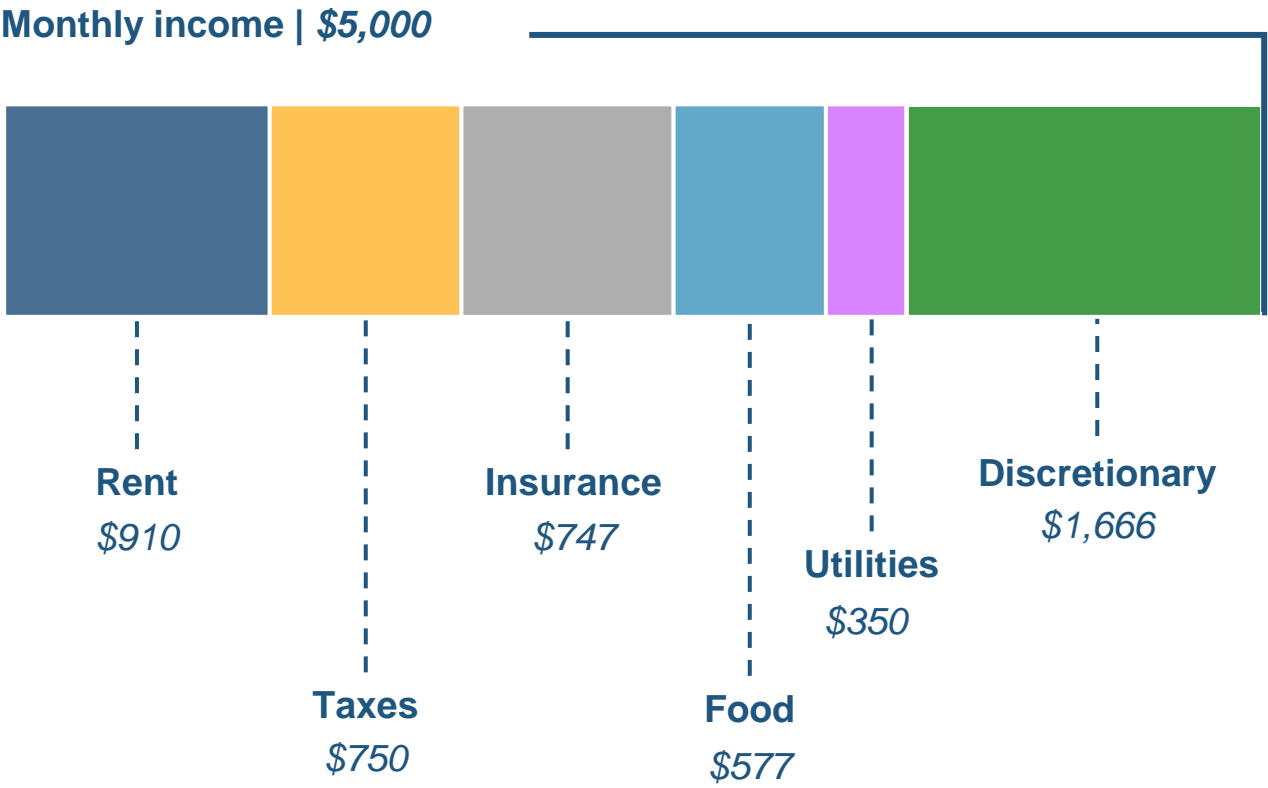 Monthly income | $5,000
Rent
$910
Taxes
$750
Insurance
$747
Food
$577
Utilities
$350
Discretionary
$1,666